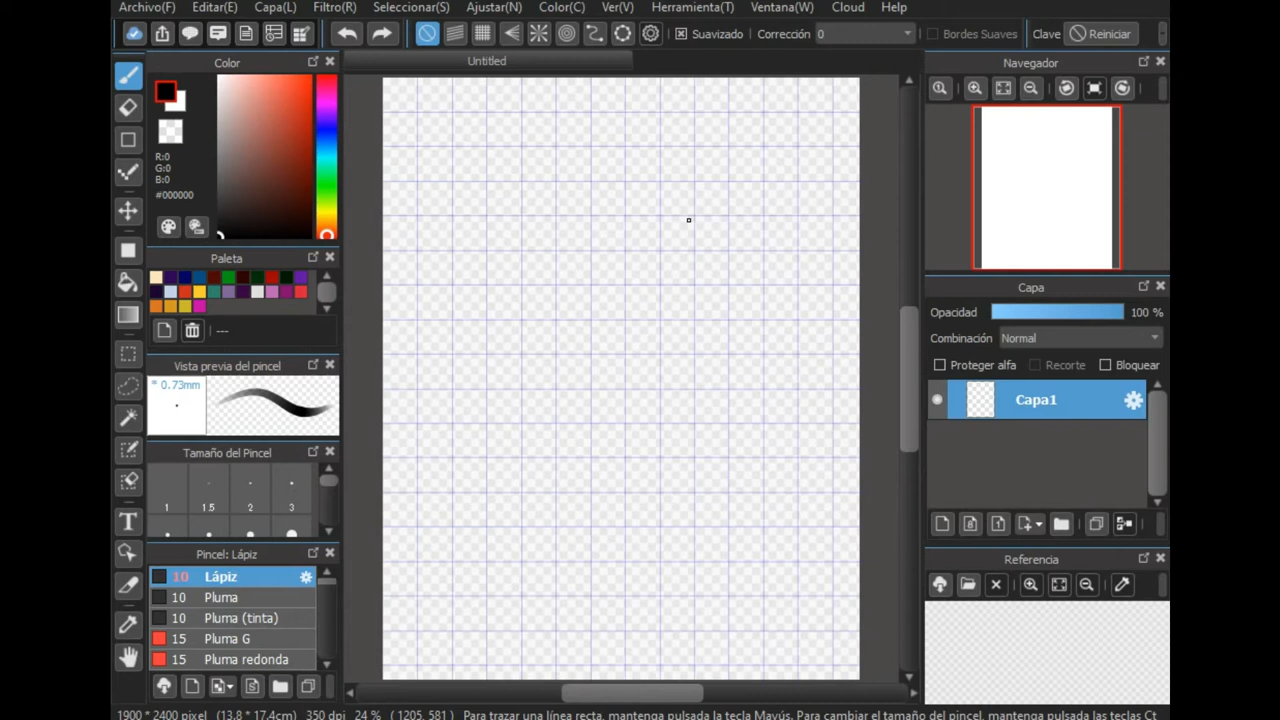 Archivo(F) Editar(E) Capa(L) Filtro(R) Seleccionar(S) Ajustar(N) Color(C) Ver(V) Herramienta(T) Ventana(W) Cloud Help
Suavizado Corrección 0 Bordes Suaves Clave Reiniciar
Color
Untitled
Navegador
R:0
G:0
B:0
#000000
Paleta
---
Vista previa del pincel
* 0.73mm
Tamaño del Pincel
1 1.5 2 3
Pincel: Lápiz
10 Lápiz
10 Pluma
10 Pluma (tinta)
15 Pluma G
15 Pluma redonda
Capa
Opacidad 100 %
Combinación Normal
Proteger alfa Recorte Bloquear
Capa1
Referencia
T
1900 * 2400 pixel (13.8 * 17.4cm) 350 dpi 24 % ( 1205, 581) Para trazar una línea recta, mantenga pulsada la tecla Mayús. Para cambiar el tamaño del pincel, mantenga pulsadas las teclas Ct